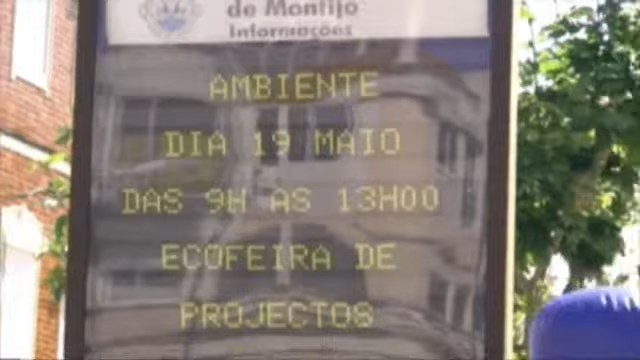 de Montijo
Informações
AMBIENTE
DIA 19 MAIO
DAS 9H AS 13H00
ECOFEIRA DE
PROJECTOS